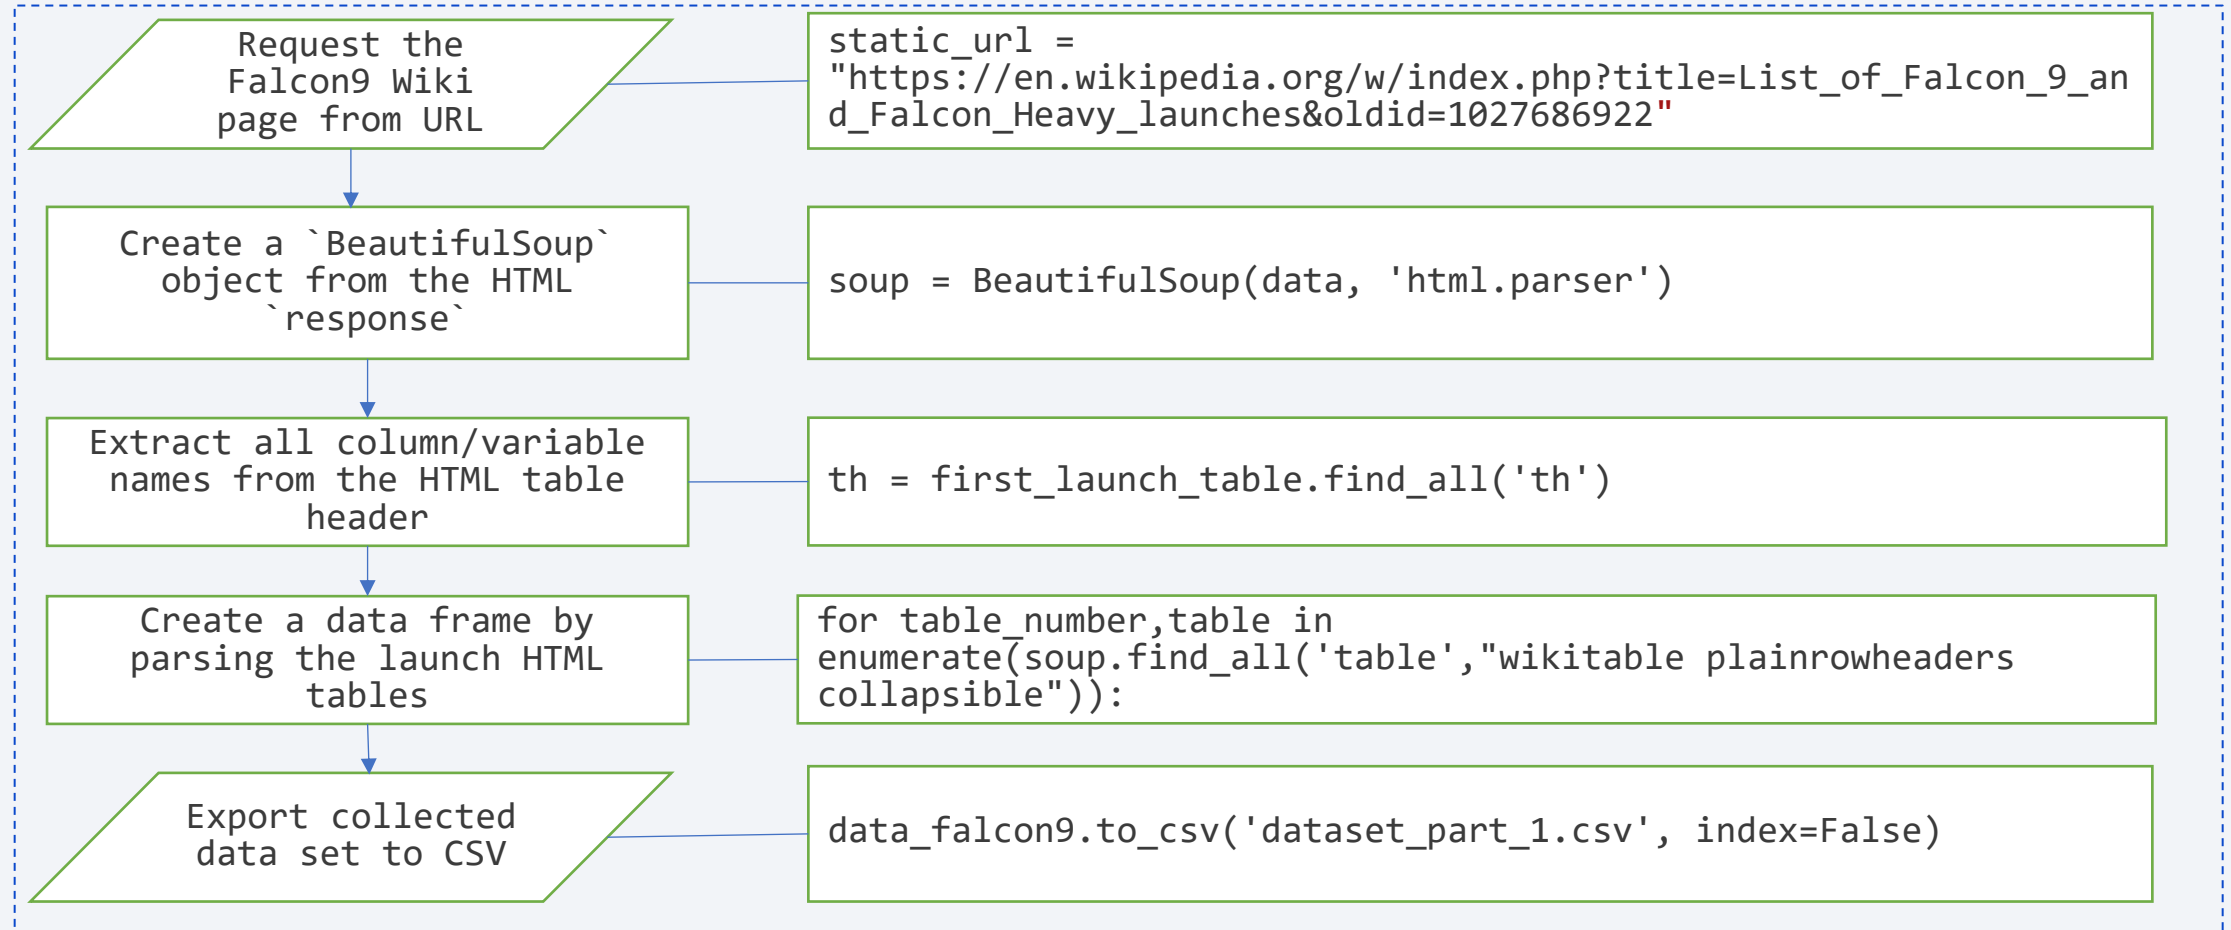 Request the
Falcon9 Wiki
page from URL
static_url =
"https://en.wikipedia.org/w/index.php?title=List_of_Falcon_9_an
d_Falcon_Heavy_launches&oldid=1027686922"
Create a `BeautifulSoup`
object from the HTML
`response`
soup = BeautifulSoup(data, 'html.parser')
Extract all column/variable
names from the HTML table
header
th = first_launch_table.find_all('th')
Create a data frame by
parsing the launch HTML
tables
for table_number,table in
enumerate(soup.find_all('table',"wikitable plainrowheaders
collapsible")):
Export collected
data set to CSV
data_falcon9.to_csv('dataset_part_1.csv', index=False)